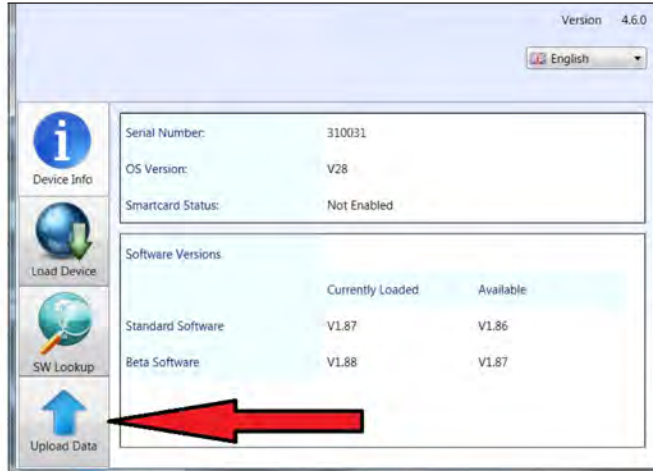 Version 4.6.0
English
Device Info
Load Device
SW Lookup
Upload Data
Serial Number: 310031
OS Version: V28
Smartcard Status: Not Enabled
Software Versions
Currently Loaded Available
Standard Software V1.87 V1.86
Beta Software V1.88 V1.87